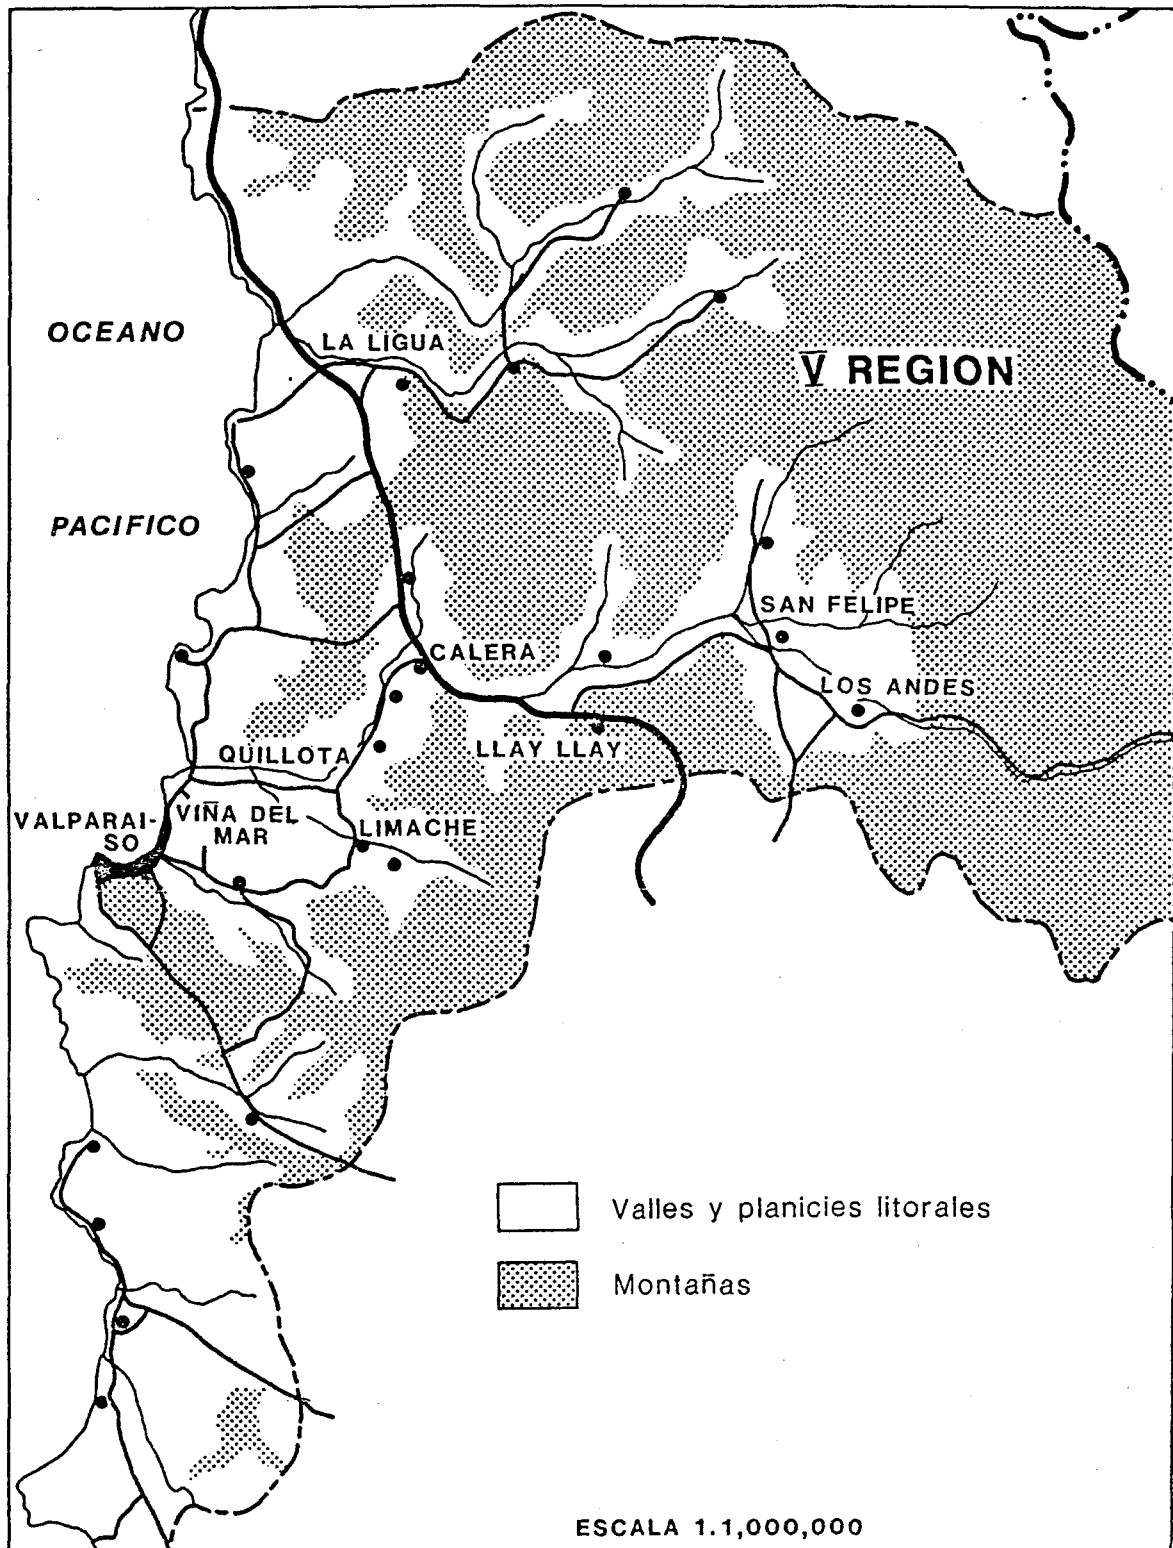 OCEANO
LA LIGUA
V REGION
PACIFICO
SAN FELIPE
CALERA
LOS ANDES
QUILLOTA
LLAY LLAY
VALPARAI-
SO
VIÑA DEL
MAR
LIMACHE
Valles y planicies litorales
Montañas
ESCALA 1.1,000,000